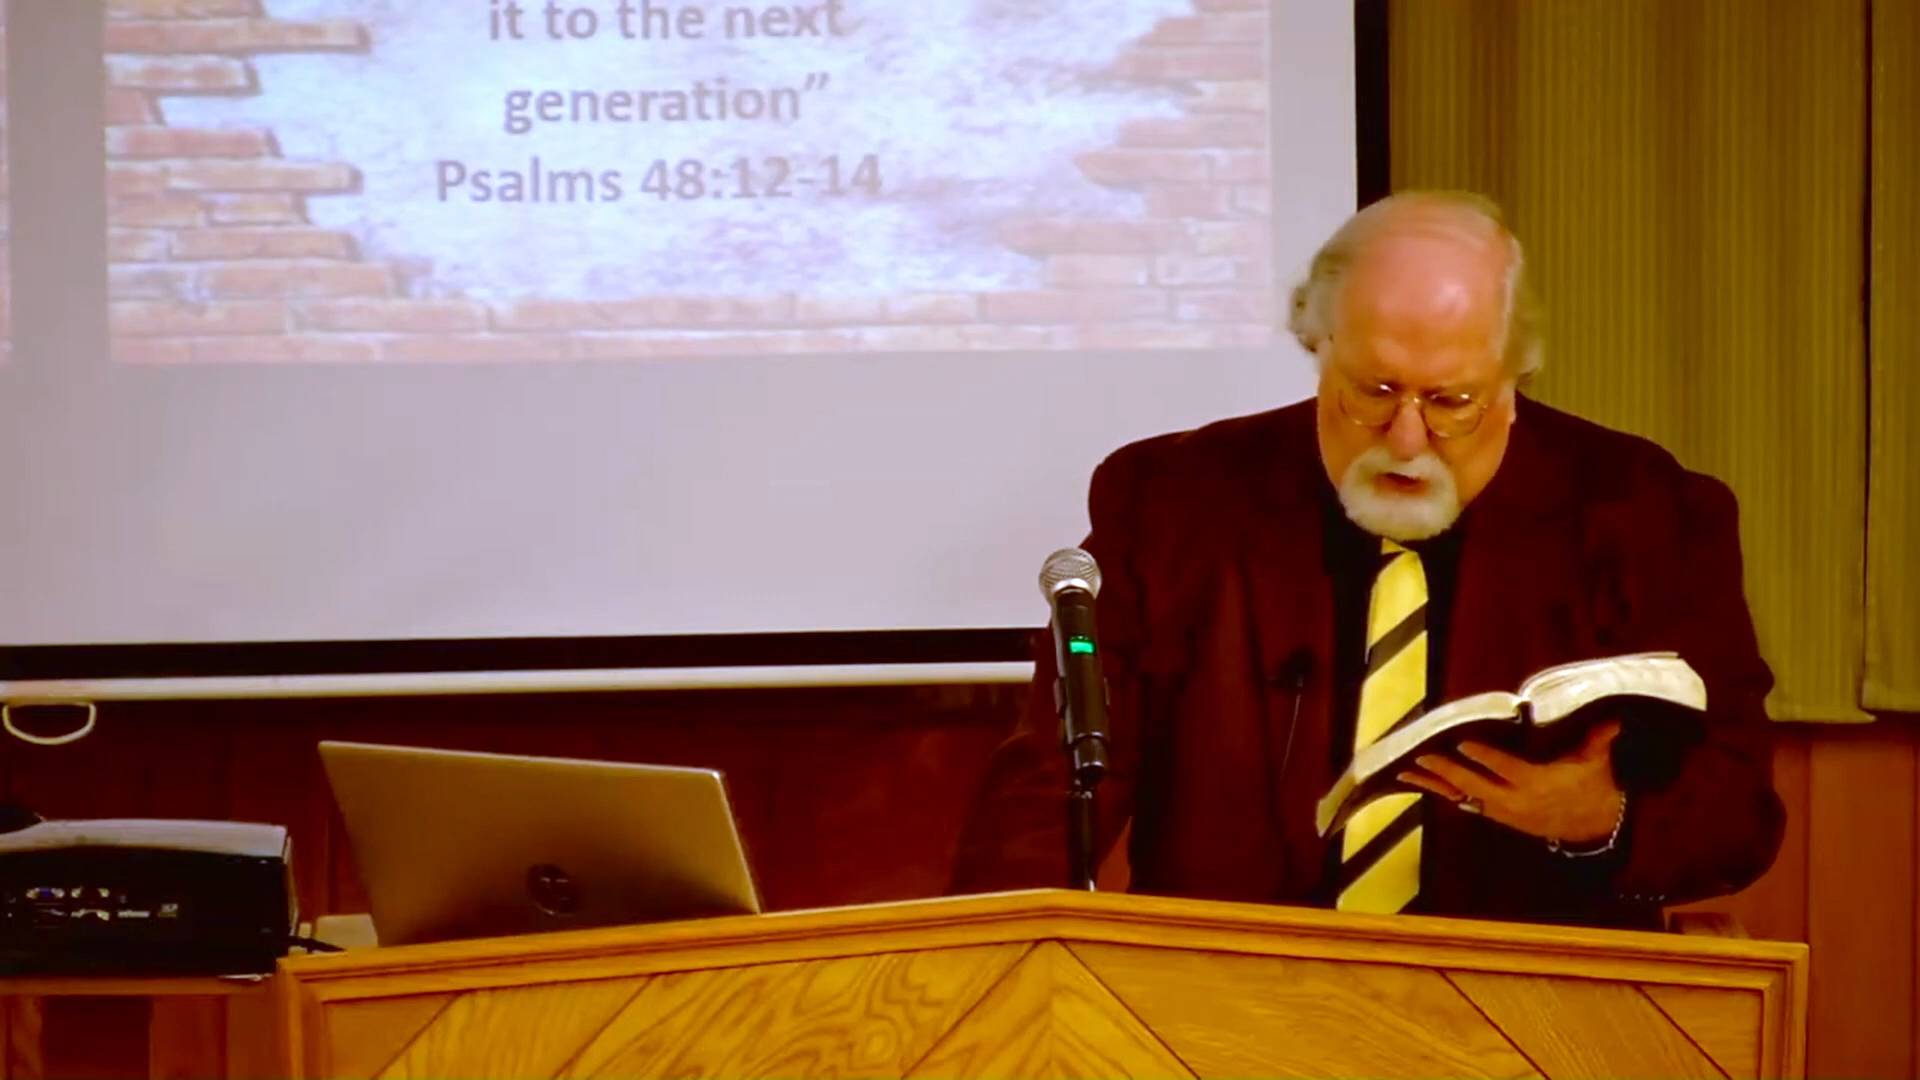 it to the next
generation”
Psalms 48:12-14